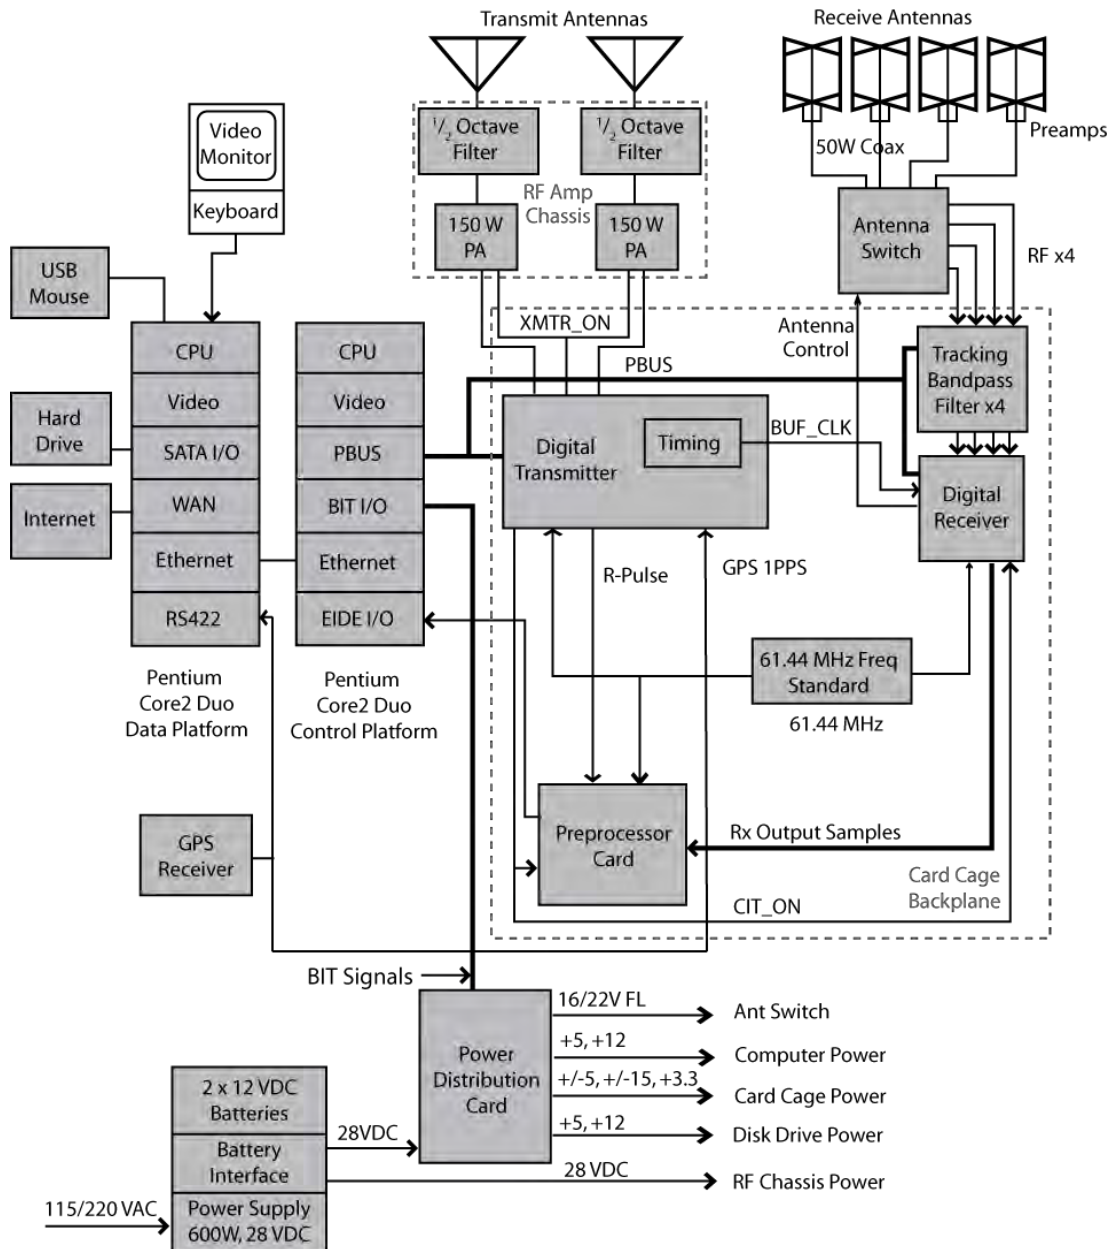 Transmit Antennas
Receive Antennas
1/2 Octave
Filter
1/2 Octave
Filter
Preamps
50W Coax
Video
Monitor
Keyboard
RF Amp
Chassis
150 W
PA
150 W
PA
Antenna
Switch
RF x4
USB
Mouse
XMTR_ON
Antenna
Control
CPU
Video
SATA I/O
WAN
Ethernet
RS422
CPU
Video
PBUS
BIT I/O
Ethernet
EIDE I/O
PBUS
Tracking
Bandpass
Filter x4
Hard
Drive
Internet
Digital
Transmitter
Timing
BUF_CLK
Digital
Receiver
R-Pulse
GPS 1PPS
61.44 MHz Freq
Standard
61.44 MHz
Pentium
Core2 Duo
Data Platform
Pentium
Core2 Duo
Control Platform
GPS
Receiver
Preprocessor
Card
Rx Output Samples
Card Cage
Backplane
CIT_ON
BIT Signals
Power
Distribution
Card
16/22V FL
Ant Switch
+5, +12
Computer Power
+/-5, +/-15, +3.3
Card Cage Power
+5, +12
Disk Drive Power
28 VDC
RF Chassis Power
2 x 12 VDC
Batteries
Battery
Interface
Power Supply
600W, 28 VDC
28VDC
115/220 VAC